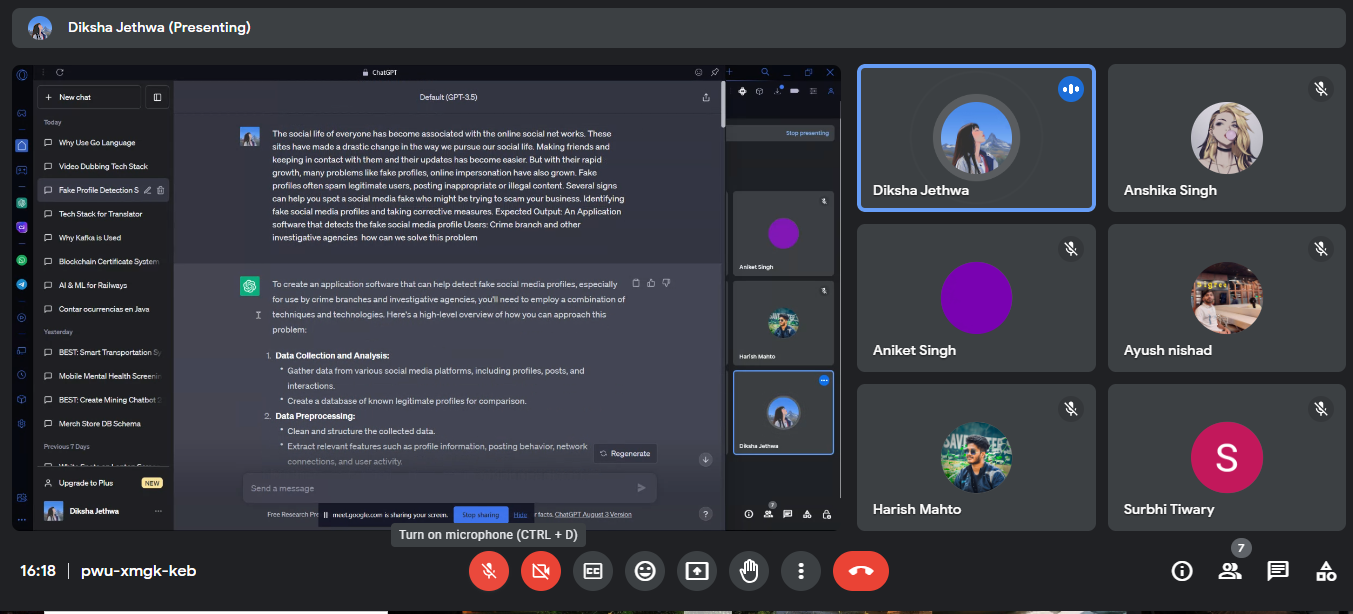 Diksha Jethwa (Presenting)
ChatGPT
New chat
Default (GPT-3.5)
Today
Why Use Go Language
Video Dubbing Tech Stack
Fake Profile Detection S
Tech Stack for Translator
Why Kafka is Used
Blockchain Certificate System
AI & ML for Railways
Contar ocurrencias en Java
Yesterday
BEST: Smart Transportation Sy
Mobile Mental Health Screenin
BEST: Create Mining Chatbot
Merch Store DB Schema
Previous 7 Days
Upgrade to Plus
NEW
Diksha Jethwa
The social life of everyone has become associated with the online social net works. These
sites have made a drastic change in the way we pursue our social life. Making friends and
keeping in contact with them and their updates has become easier. But with their rapid
growth, many problems like fake profiles, online impersonation have also grown. Fake
profiles often spam legitimate users, posting inappropriate or illegal content. Several signs
can help you spot a social media fake who might be trying to scam your business. Identifying
fake social media profiles and taking corrective measures. Expected Output: An Application
software that detects the fake social media profile Users: Crime branch and other
investigative agencies how can we solve this problem
To create an application software that can help detect fake social media profiles, especially
for use by crime branches and investigative agencies, you'll need to employ a combination of
techniques and technologies. Here's a high-level overview of how you can approach this
problem:
1. Data Collection and Analysis:
• Gather data from various social media platforms, including profiles, posts, and
interactions.
• Create a database of known legitimate profiles for comparison.
2. Data Preprocessing:
• Clean and structure the collected data.
• Extract relevant features such as profile information, posting behavior, network
connections, and user activity.
Regenerate
Send a message
Free Research Pre
meet.google.com is sharing your screen.
Stop sharing
Hide
r facts. ChatGPT August 3 Version
?
Stop presenting
Aniket Singh
Harish Mahto
Diksha Jethwa
7
Diksha Jethwa
Anshika Singh
Aniket Singh
Ayush nishad
Harish Mahto
S
Surbhi Tiwary
Turn on microphone (CTRL + D)
16:18
pwu-xmgk-keb
7